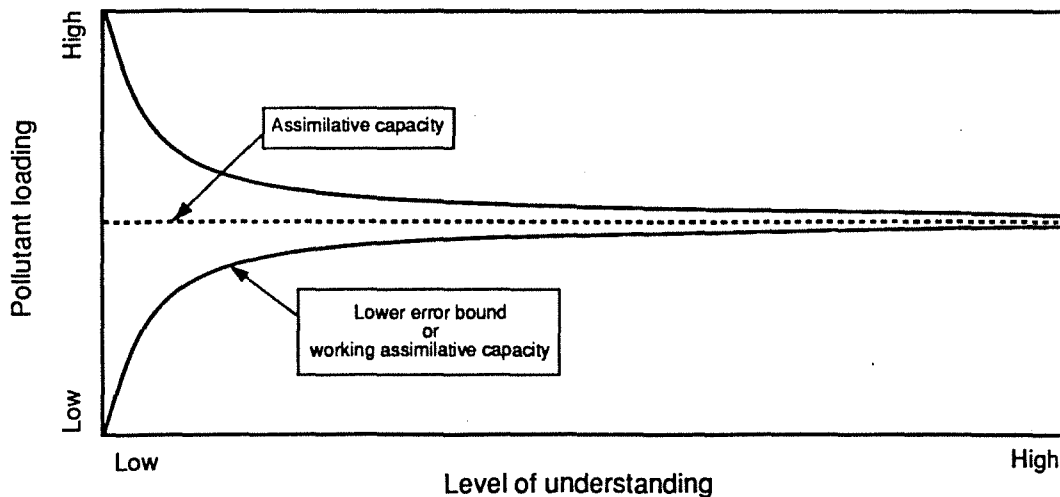 High
Pollutant loading
Low
Assimilative capacity
Lower error bound
or
working assimilative capacity
Low
High
Level of understanding